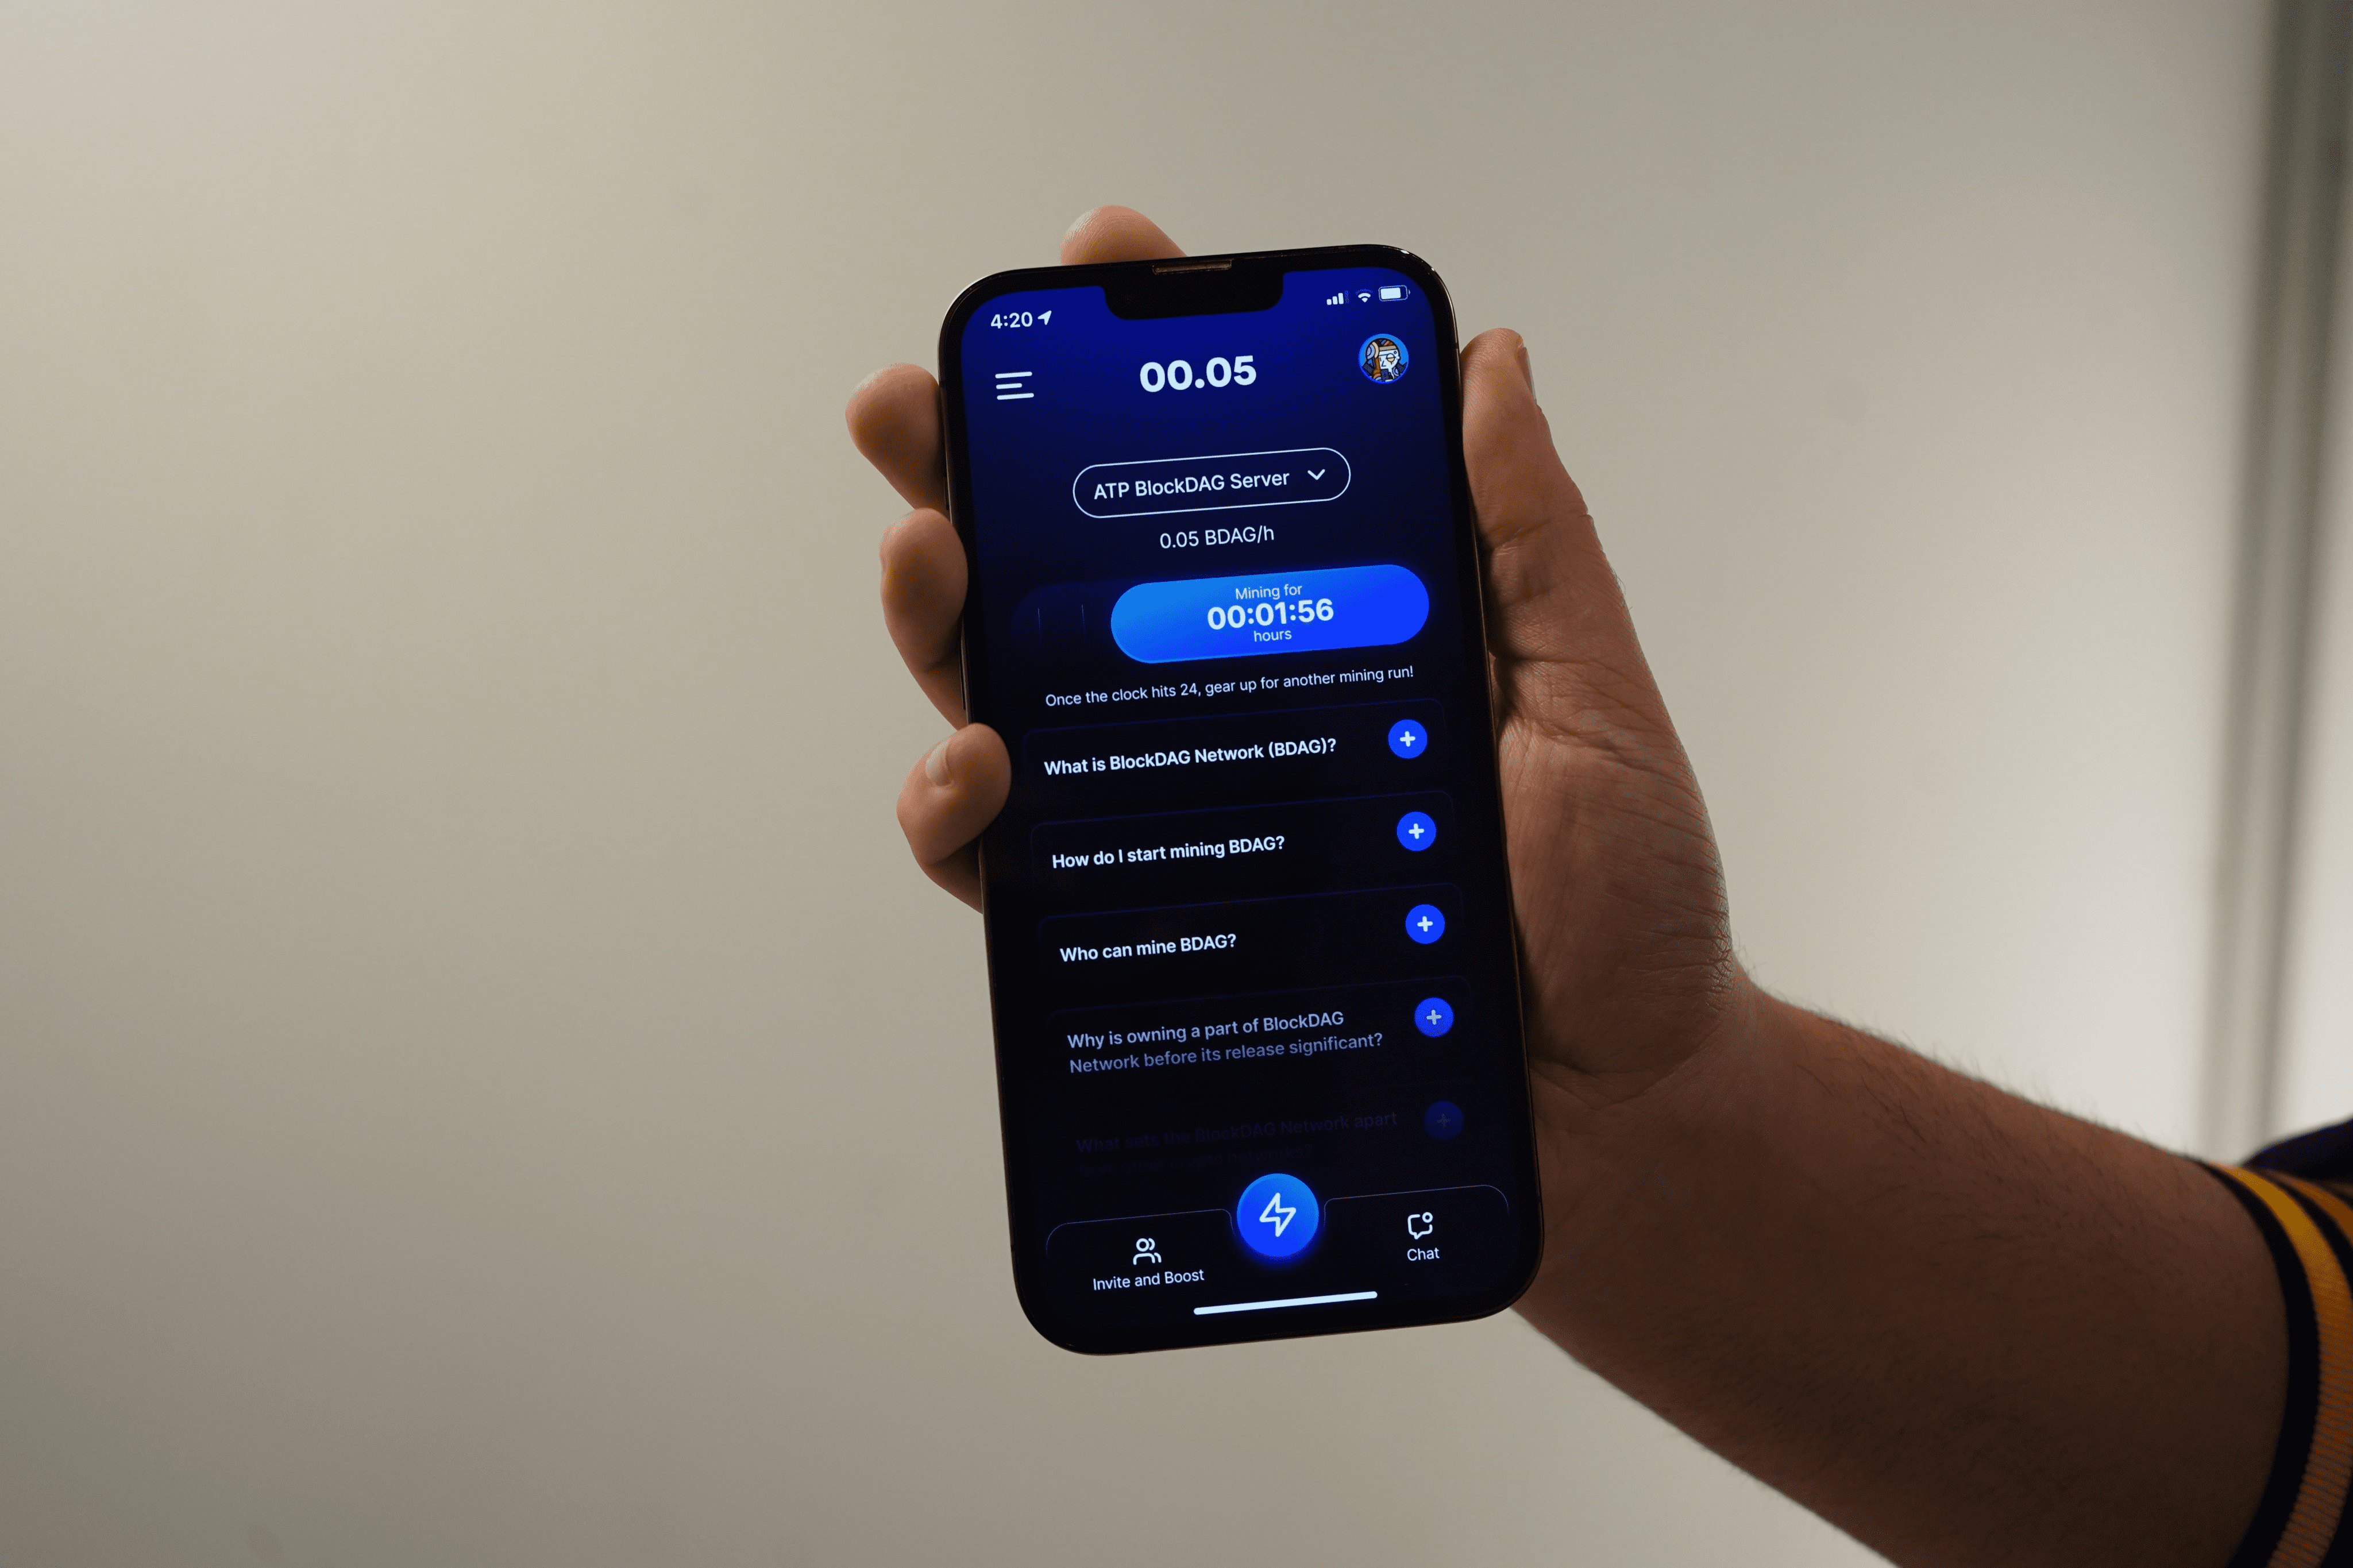 4:20
00.05
ATP BlockDAG Server
0.05 BDAG/h
Mining for
00:01:56
hours
Once the clock hits 24, gear up for another mining run!
What is BlockDAG Network (BDAG)?
How do I start mining BDAG?
Who can mine BDAG?
Why is owning a part of BlockDAG
Network before its release significant?
What sets the BlockDAG Network apart
Invite and Boost
Chat